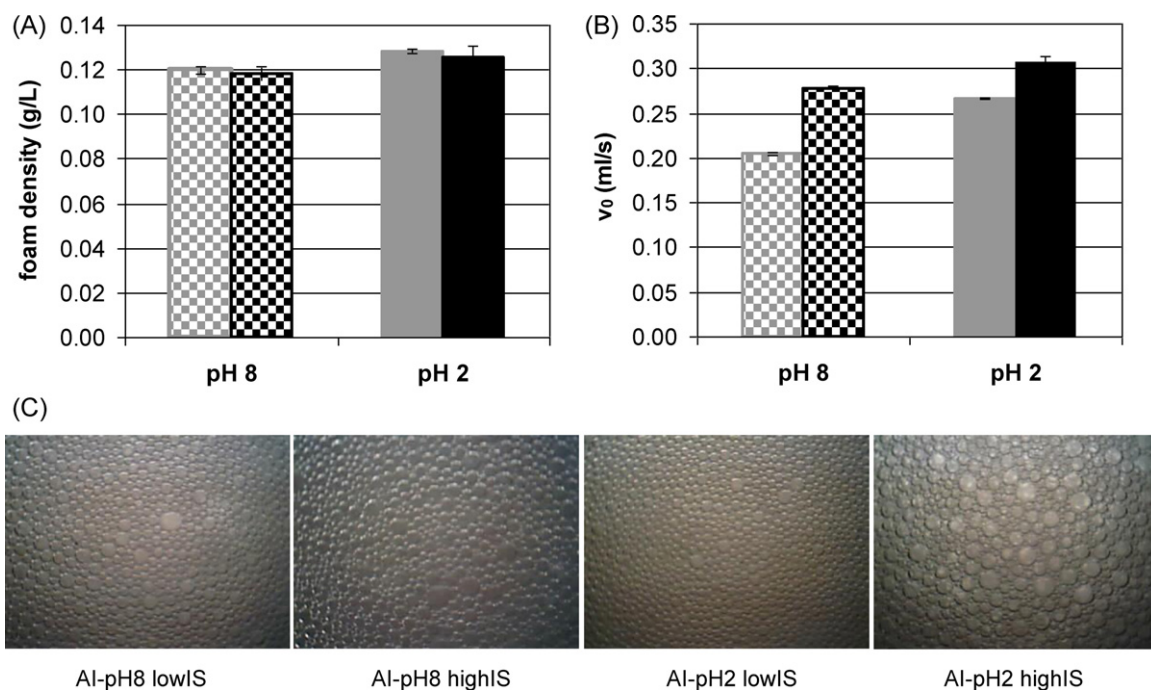 (A)
foam density (g/L)
0.14
0.12
0.10
0.08
0.06
0.04
0.02
0.00
pH 8
pH 2
(B)
v₀ (ml/s)
0.35
0.30
0.25
0.20
0.15
0.10
0.05
0.00
pH 8
pH 2
(C)
AI-pH8 lowIS
AI-pH8 highIS
AI-pH2 lowIS
AI-pH2 highIS